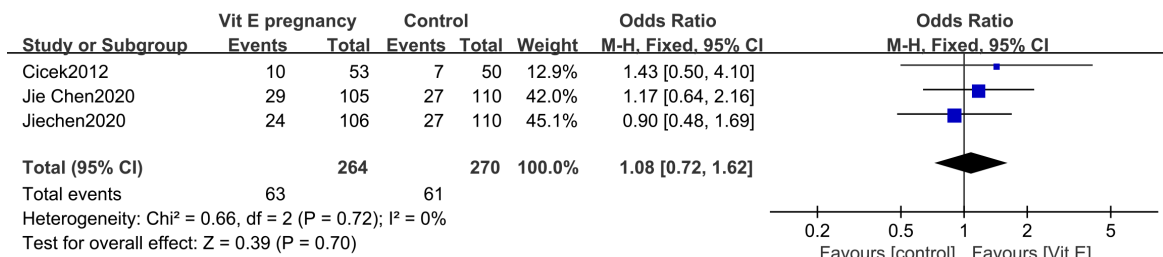 Vit E pregnancy Control Odds Ratio Odds Ratio
Study or Subgroup Events Total Events Total Weight M-H, Fixed, 95% CI M-H, Fixed, 95% CI
Cicek2012 10 53 7 50 12.9% 1.43 [0.50, 4.10]
Jie Chen2020 29 105 27 110 42.0% 1.17 [0.64, 2.16]
Jiechen2020 24 106 27 110 45.1% 0.90 [0.48, 1.69]
Total (95% CI) 264 270 100.0% 1.08 [0.72, 1.62]
Total events 63 61
Heterogeneity: Chi² = 0.66, df = 2 (P = 0.72); I² = 0%
Test for overall effect: Z = 0.39 (P = 0.70)
0.2 0.5 1 2 5
Favours [control] Favours [Vit E]